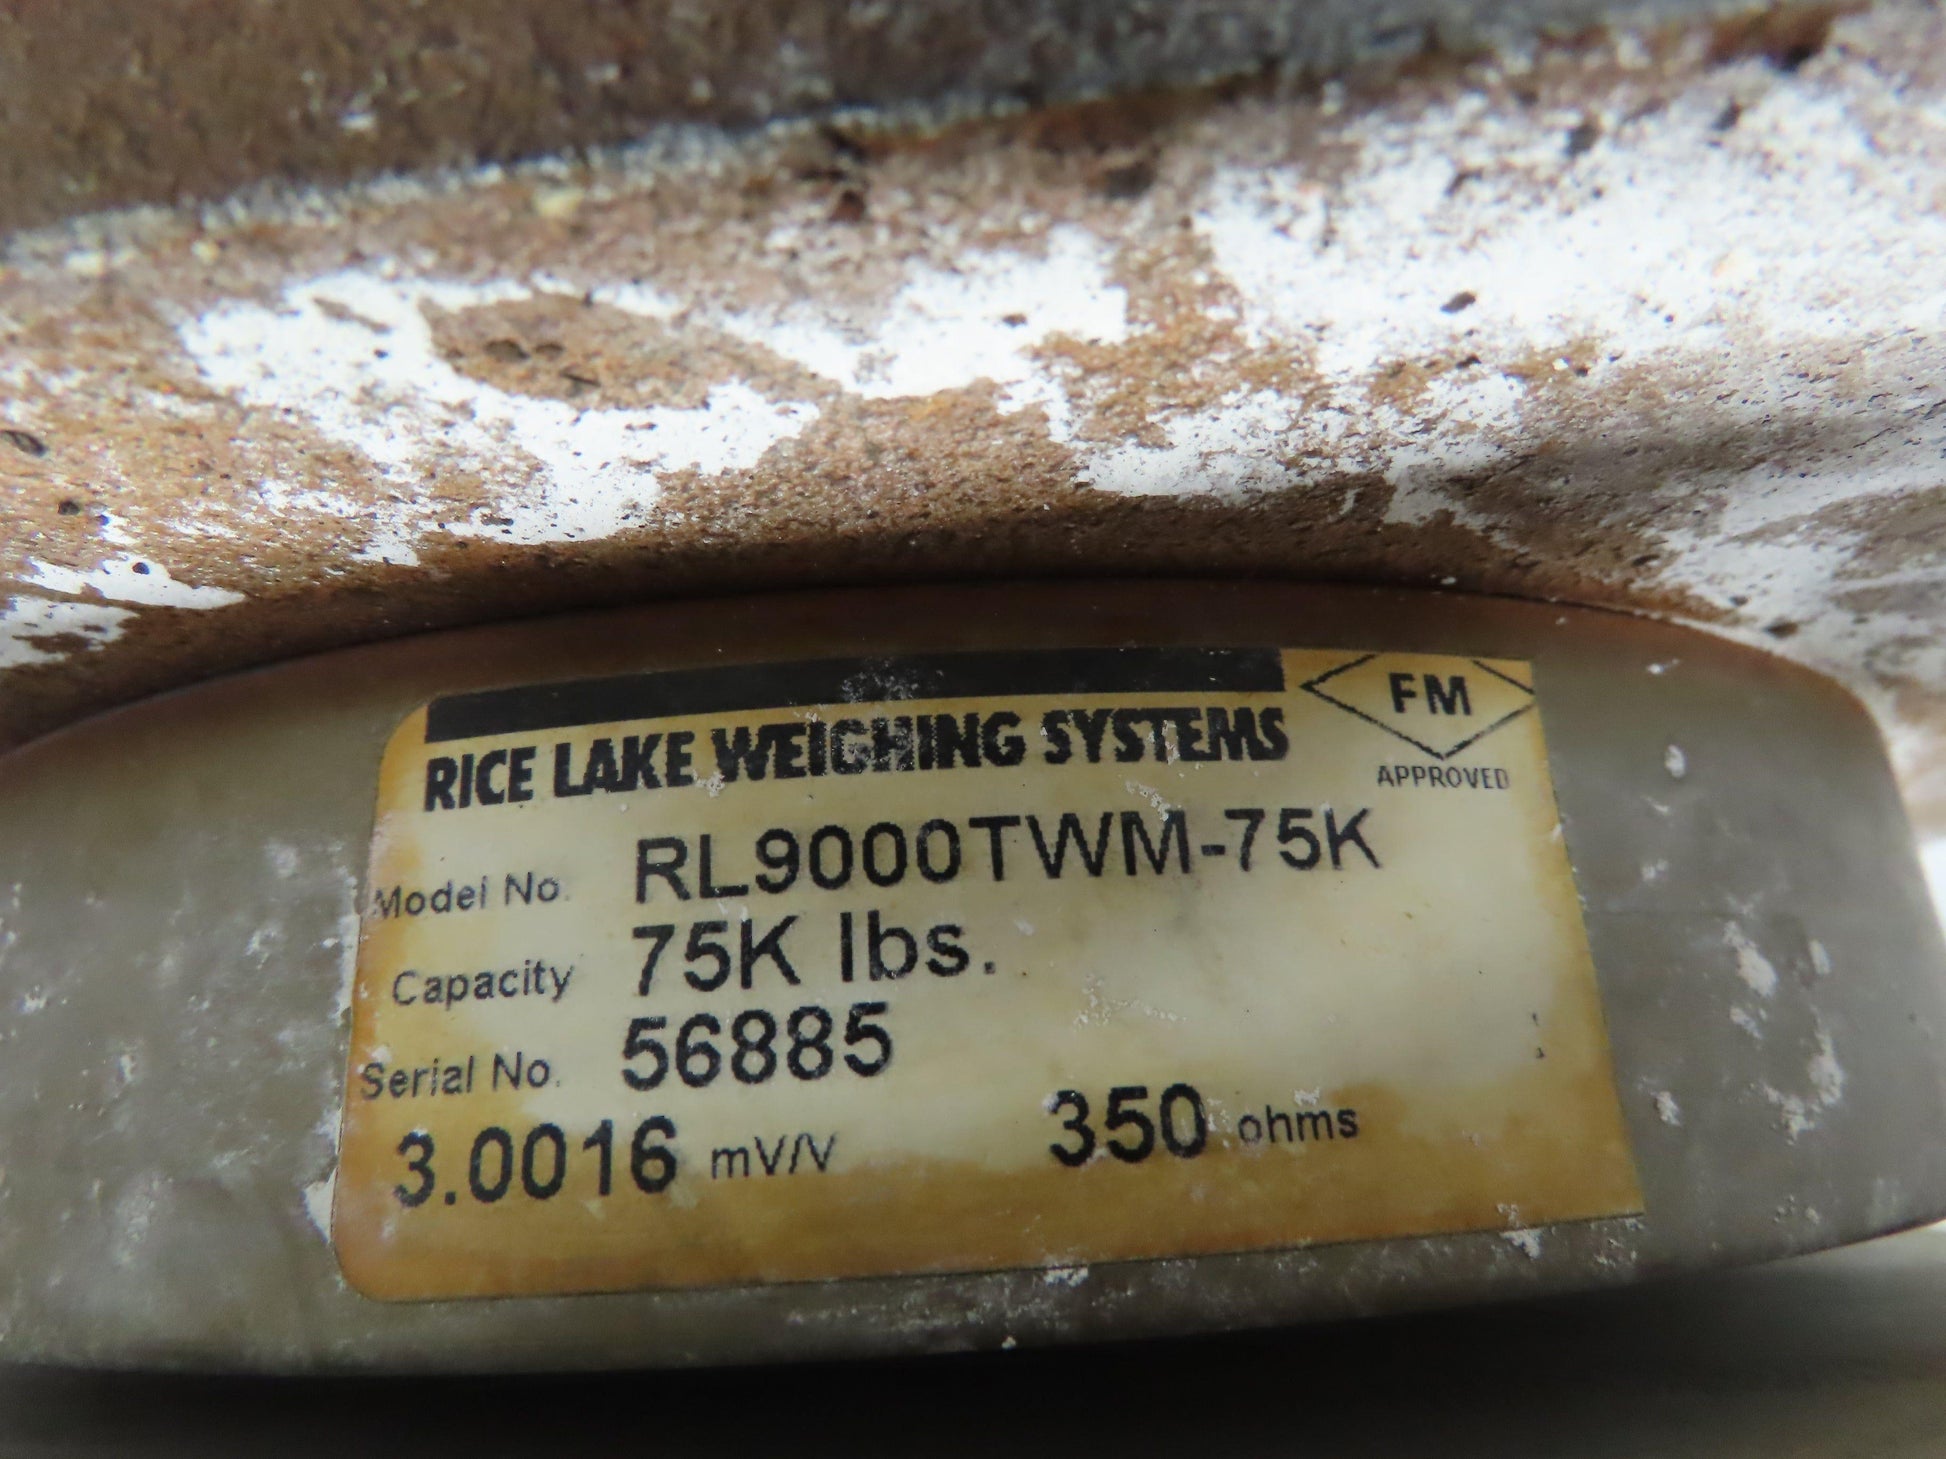 RICE LAKE WEIGHING SYSTEMS
FM
APPROVED
Model No. RL9000TWM-75K
Capacity 75K lbs.
Serial No. 56885
3.0016 mV/V 350 ohms